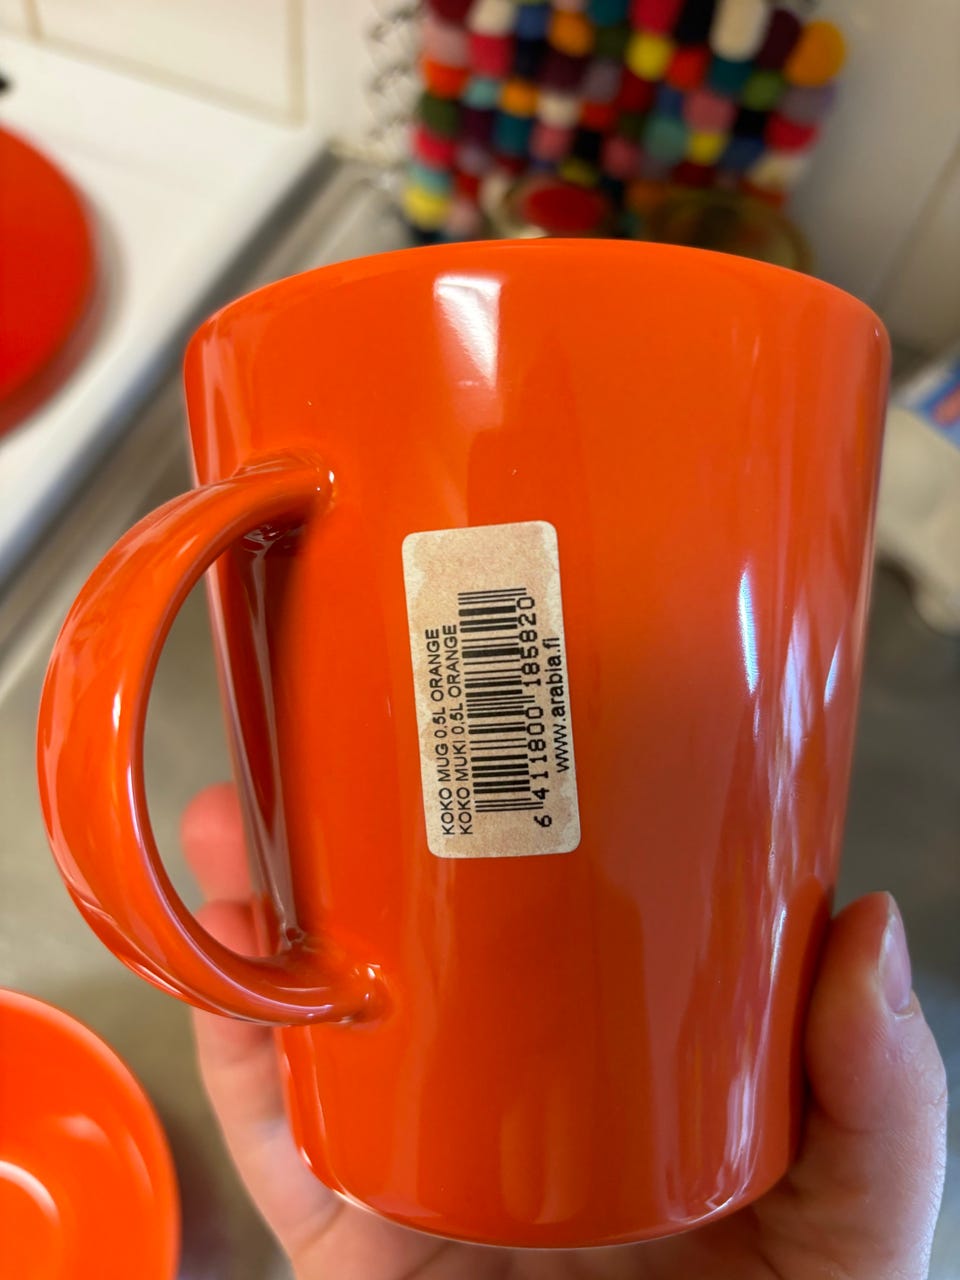 KOKO MUG 0,5L ORANGE
KOKO MUKI 0,5L ORANGE
6 411800 185820
www.arabia.fi